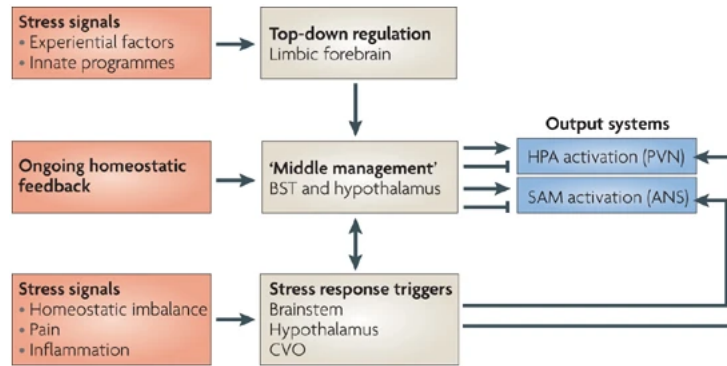 Stress signals
• Experiential factors
• Innate programmes
Top-down regulation
Limbic forebrain
Output systems
Ongoing homeostatic
feedback
'Middle management'
BST and hypothalamus
HPA activation (PVN)
SAM activation (ANS)
Stress signals
• Homeostatic imbalance
• Pain
• Inflammation
Stress response triggers
Brainstem
Hypothalamus
CVO